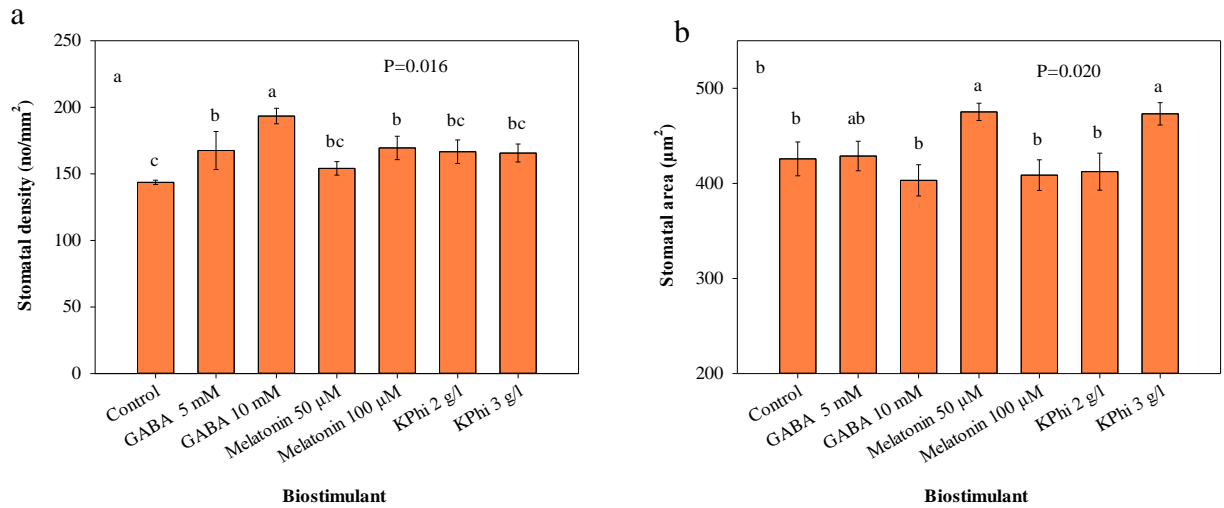 a
250
200
150
100
50
0
Stomatal density (no/mm²)
a
P=0.016
c
b
a
bc
b
bc
bc
Control
GABA 5 mM
GABA 10 mM
Melatonin 50 µM
Melatonin 100 µM
KPhi 2 g/l
KPhi 3 g/l
Biostimulant
b
500
400
300
200
Stomatal area (µm²)
b
P=0.020
b
ab
b
a
b
b
a
Control
GABA 5 mM
GABA 10 mM
Melatonin 50 µM
Melatonin 100 µM
KPhi 2 g/l
KPhi 3 g/l
Biostimulant